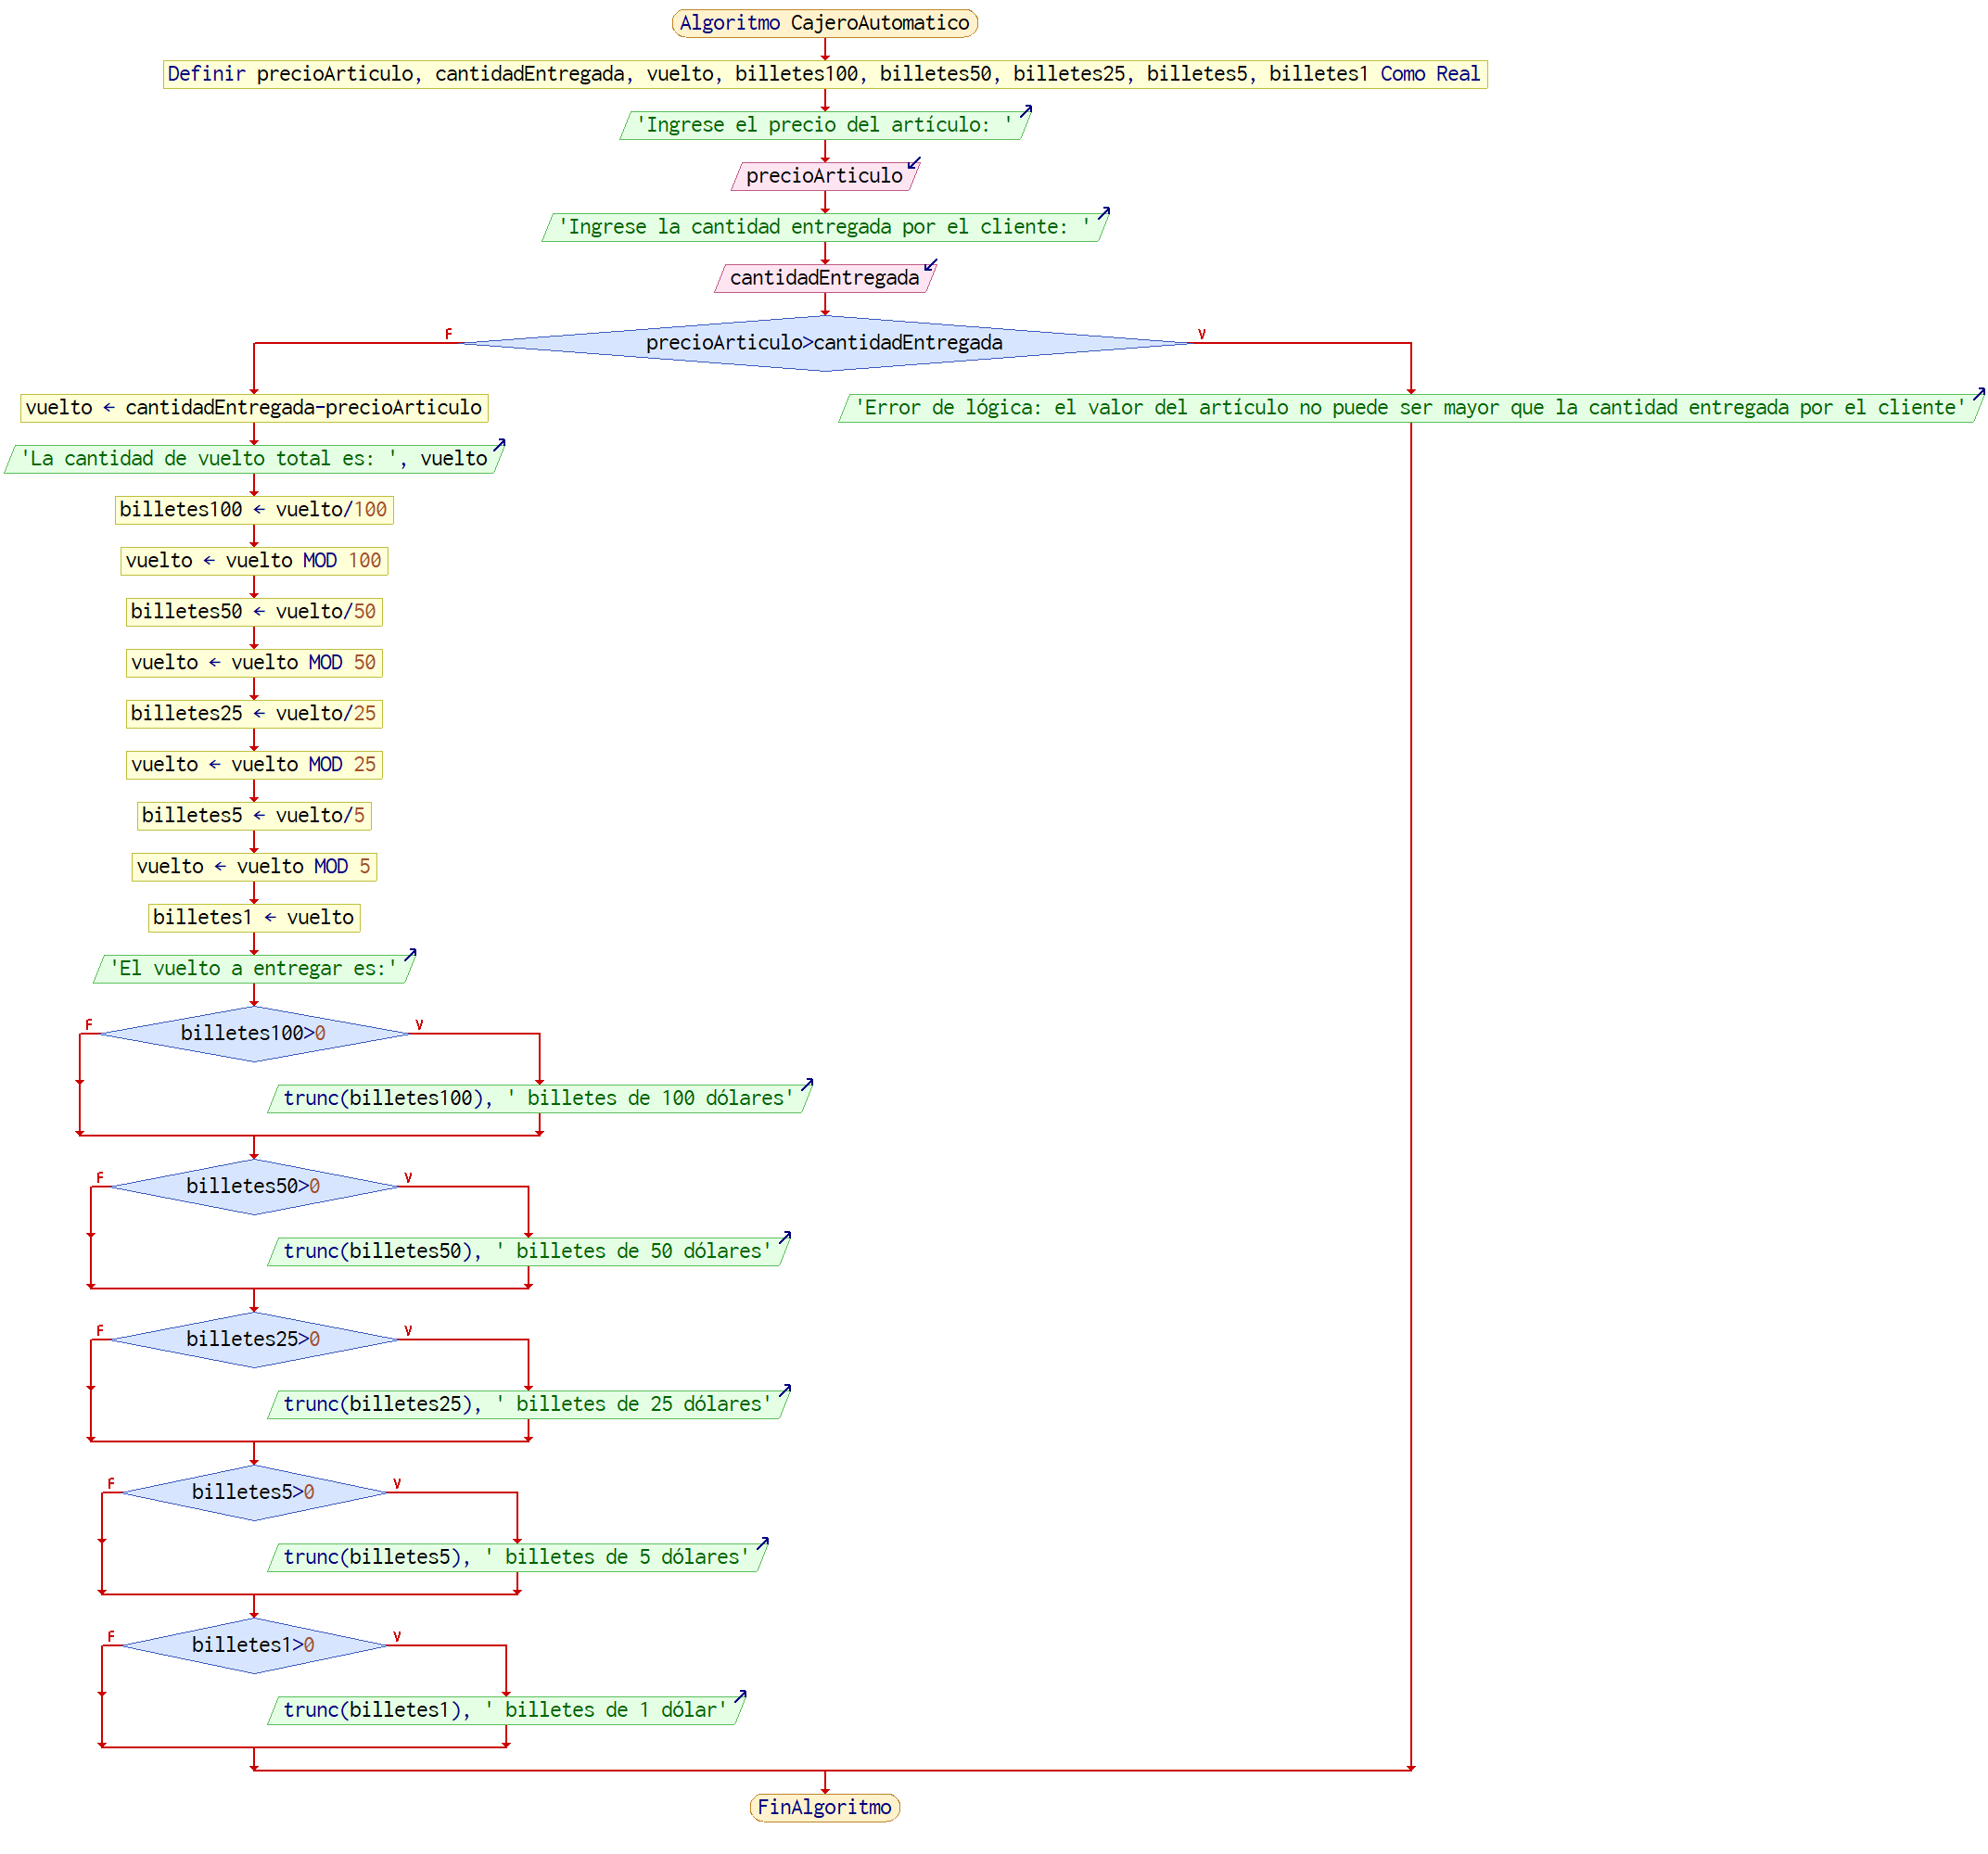 Algoritmo CajeroAutomatico
Definir precioArticulo, cantidadEntregada, vuelto, billetes100, billetes50, billetes25, billetes5, billetes1 Como Real
'Ingrese el precio del artículo: '
precioArticulo
'Ingrese la cantidad entregada por el cliente: '
cantidadEntregada
F
precioArticulo>cantidadEntregada
V
vuelto ← cantidadEntregada-precioArticulo
'Error de lógica: el valor del artículo no puede ser mayor que la cantidad entregada por el cliente'
'La cantidad de vuelto total es: ', vuelto
billetes100 ← vuelto/100
vuelto ← vuelto MOD 100
billetes50 ← vuelto/50
vuelto ← vuelto MOD 50
billetes25 ← vuelto/25
vuelto ← vuelto MOD 25
billetes5 ← vuelto/5
vuelto ← vuelto MOD 5
billetes1 ← vuelto
'El vuelto a entregar es:'
F
billetes100>0
V
trunc(billetes100), ' billetes de 100 dólares'
F
billetes50>0
V
trunc(billetes50), ' billetes de 50 dólares'
F
billetes25>0
V
trunc(billetes25), ' billetes de 25 dólares'
F
billetes5>0
V
trunc(billetes5), ' billetes de 5 dólares'
F
billetes1>0
V
trunc(billetes1), ' billetes de 1 dólar'
FinAlgoritmo